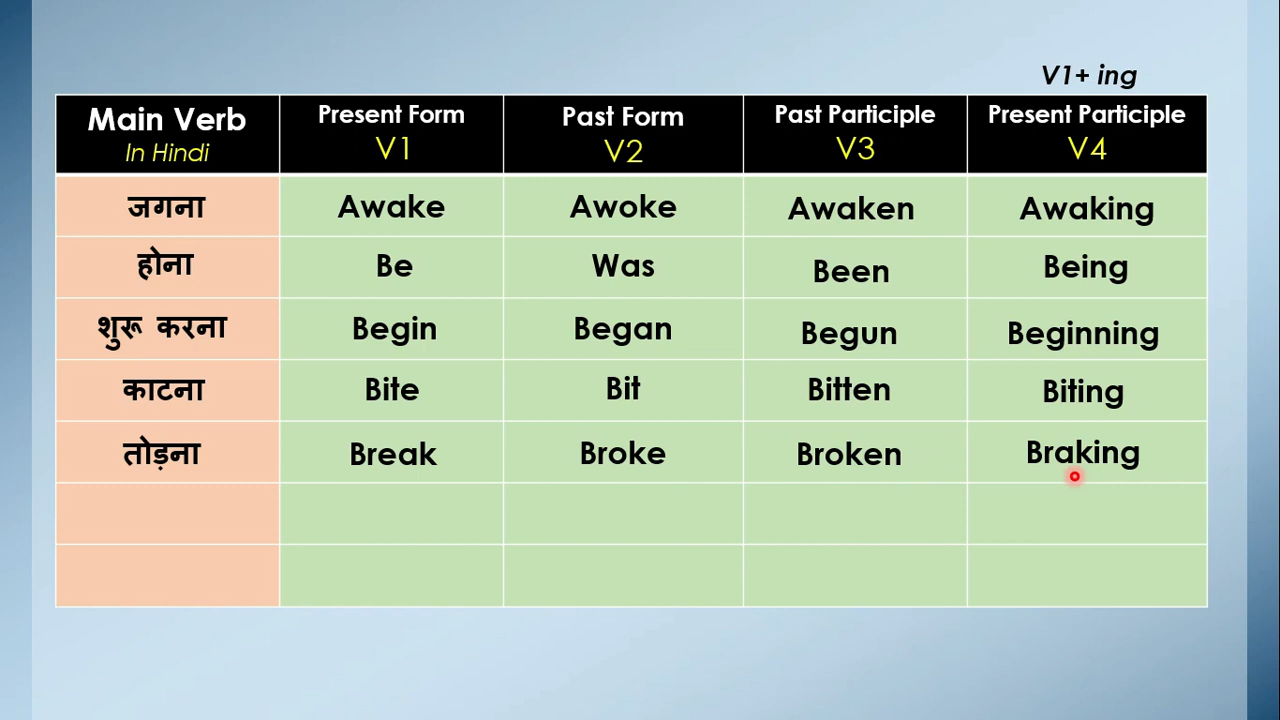 V1+ ing
Main Verb Present Form Past Form Past Participle Present Participle
In Hindi V1 V2 V3 V4
जगना Awake Awoke Awaken Awaking
होना Be Was Been Being
शुरू करना Begin Began Begun Beginning
काटना Bite Bit Bitten Biting
तोड़ना Break Broke Broken Braking